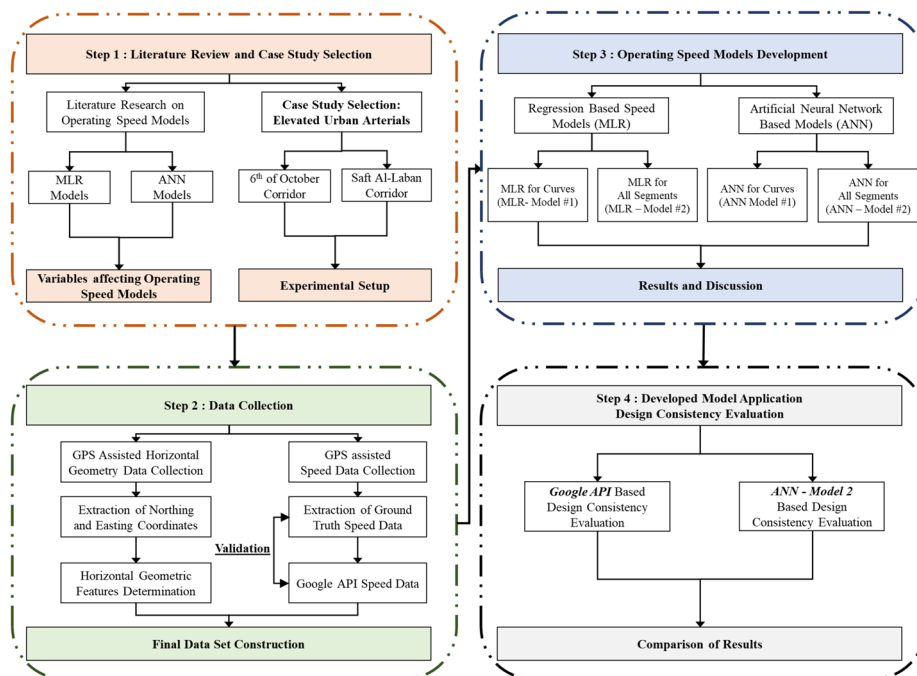 Step 1 : Literature Review and Case Study Selection
Literature Research on
Operating Speed Models
Case Study Selection:
Elevated Urban Arterials
MLR
Models
ANN
Models
6th of October
Corridor
Saft Al-Laban
Corridor
Variables affecting Operating
Speed Models
Experimental Setup
Step 2 : Data Collection
GPS Assisted Horizontal
Geometry Data Collection
GPS assisted
Speed Data Collection
Extraction of Northing
and Easting Coordinates
Extraction of Ground
Truth Speed Data
Validation
Horizontal Geometric
Features Determination
Google API Speed Data
Final Data Set Construction
Step 3 : Operating Speed Models Development
Regression Based Speed
Models (MLR)
Artificial Neural Network
Based Models (ANN)
MLR for Curves
(MLR- Model #1)
MLR for
All Segments
(MLR – Model #2)
ANN for Curves
(ANN Model #1)
ANN for
All Segments
(ANN – Model #2)
Results and Discussion
Step 4 : Developed Model Application
Design Consistency Evaluation
Google API Based
Design Consistency
Evaluation
ANN - Model 2
Based Design
Consistency Evaluation
Comparison of Results